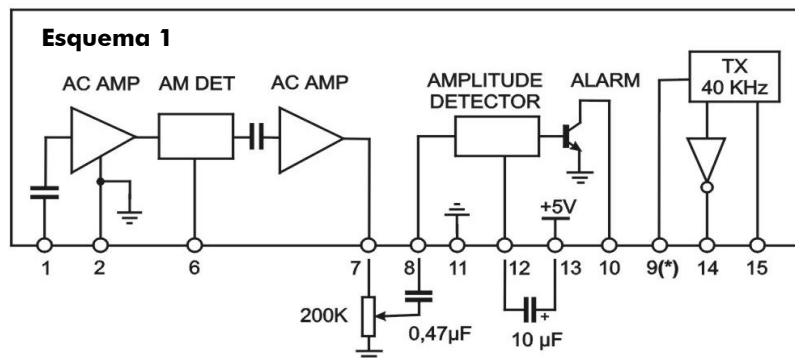 Esquema 1
AC AMP
AM DET
AC AMP
AMPLITUDE
DETECTOR
ALARM
TX
40 KHz
+5V
1 2 6 7 8 11 12 13 10 9(*) 14 15
200K
0,47µF
10 µF
+